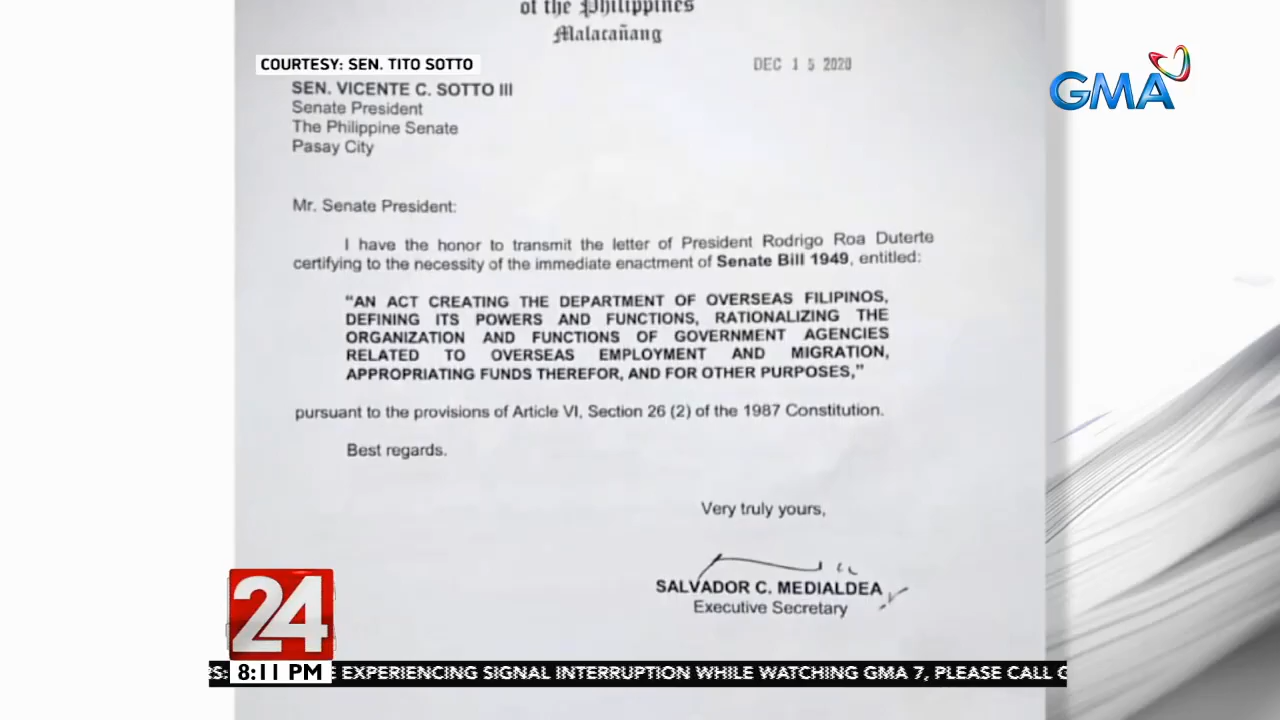 of the Philippines
Malacañang
COURTESY: SEN. TITO SOTTO
DEC 15 2020
GMA
SEN. VICENTE C. SOTTO III
Senate President
The Philippine Senate
Pasay City
Mr. Senate President:
I have the honor to transmit the letter of President Rodrigo Roa Duterte
certifying to the necessity of the immediate enactment of Senate Bill 1949, entitled:
“AN ACT CREATING THE DEPARTMENT OF OVERSEAS FILIPINOS,
DEFINING ITS POWERS AND FUNCTIONS, RATIONALIZING THE
ORGANIZATION AND FUNCTIONS OF GOVERNMENT AGENCIES
RELATED TO OVERSEAS EMPLOYMENT AND MIGRATION,
APPROPRIATING FUNDS THEREFOR, AND FOR OTHER PURPOSES,”
pursuant to the provisions of Article VI, Section 26 (2) of the 1987 Constitution.
Best regards.
Very truly yours,
SALVADOR C. MEDIALDEA
Executive Secretary
24
8:11 PM
EXPERIENCING SIGNAL INTERRUPTION WHILE WATCHING GMA 7, PLEASE CALL